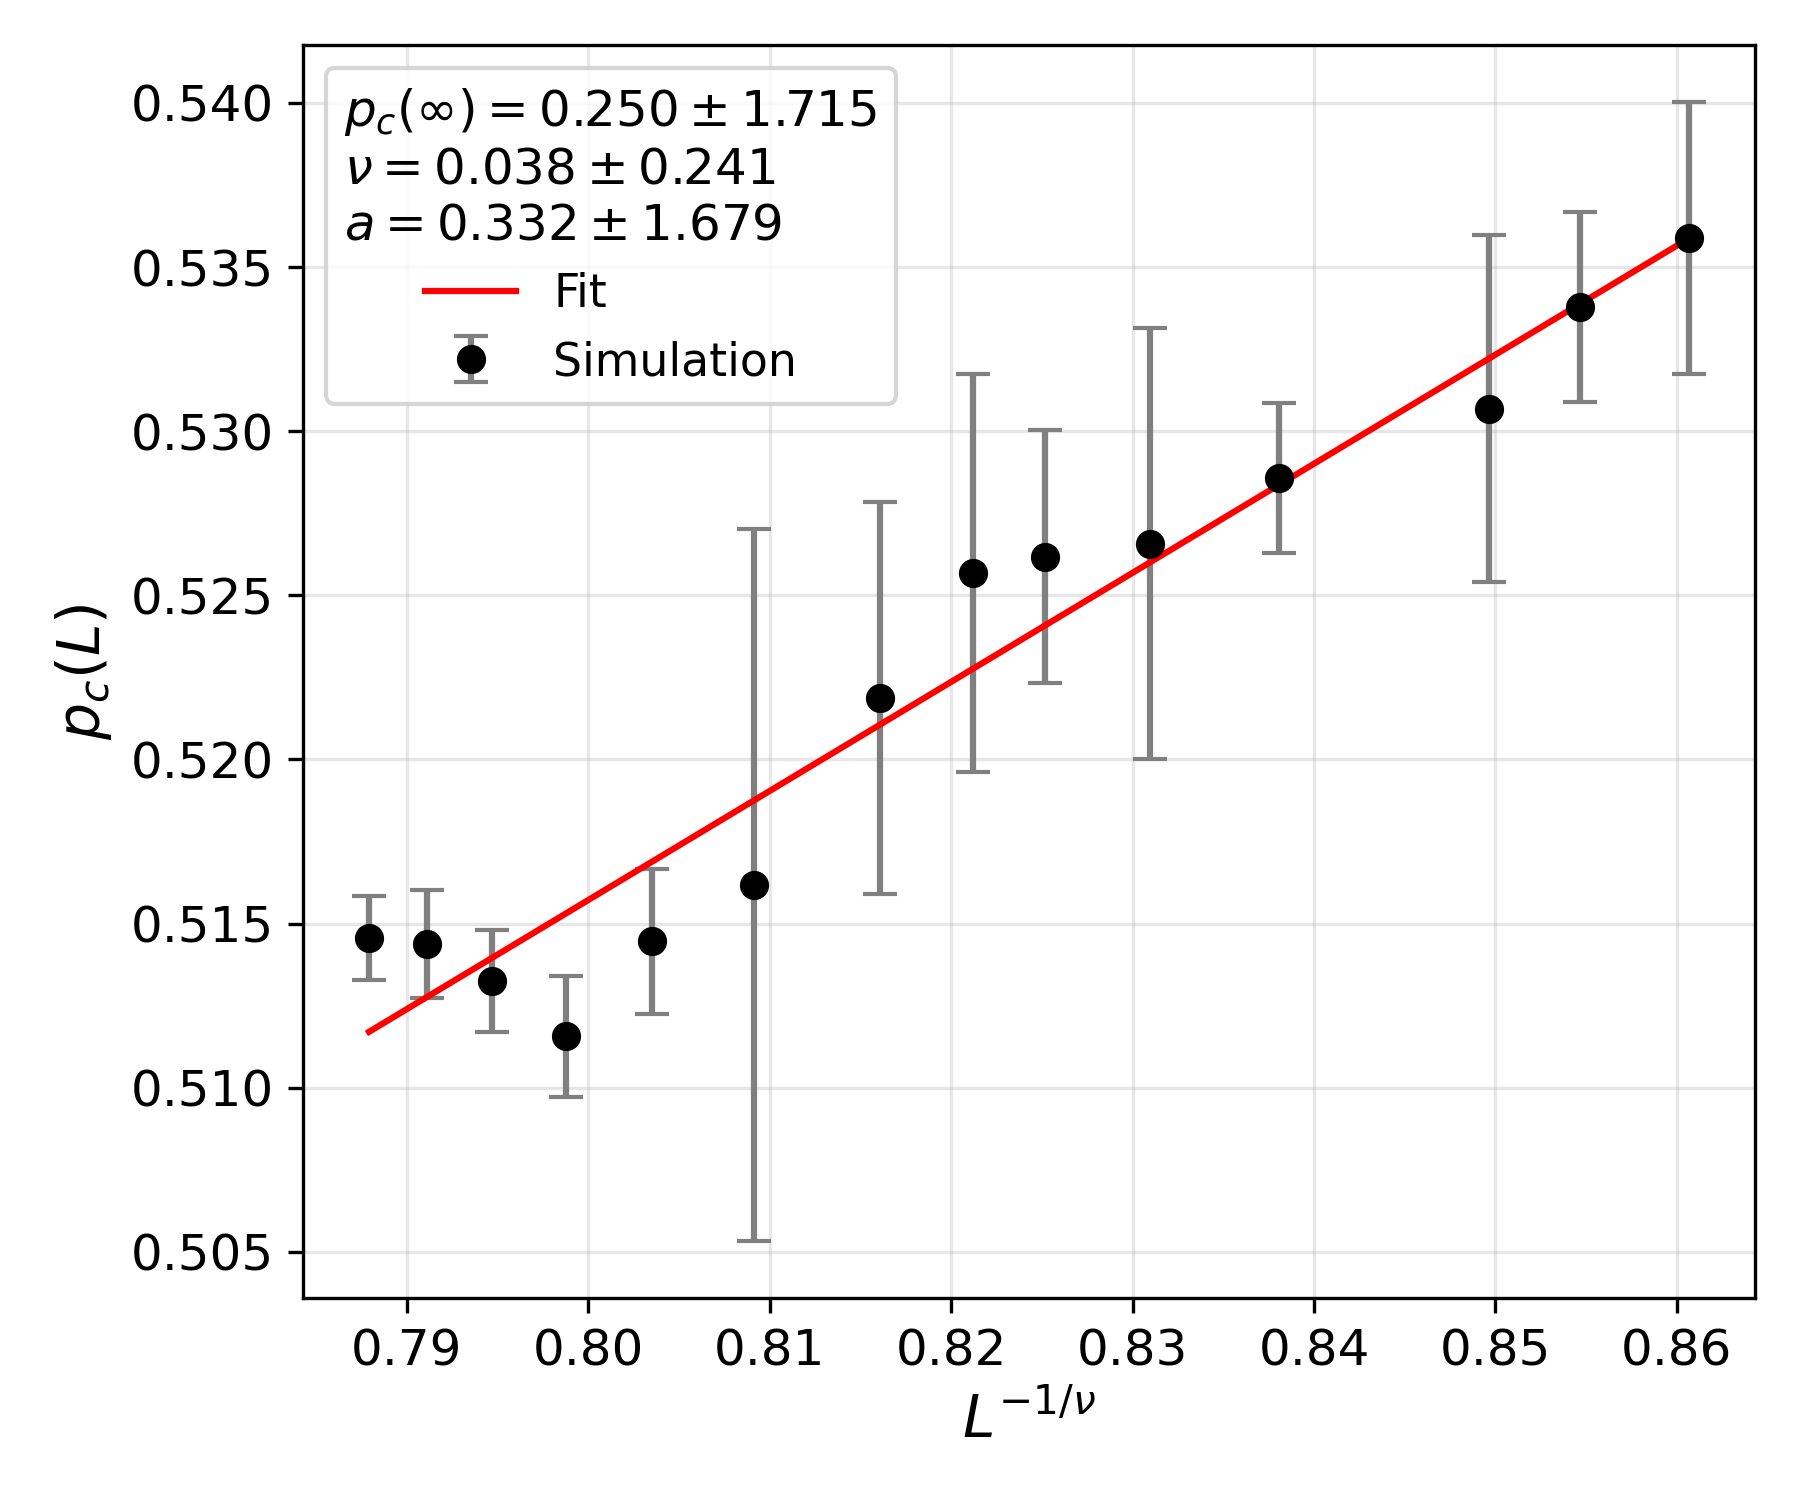 p_c(∞) = 0.250 ± 1.715
ν = 0.038 ± 0.241
a = 0.332 ± 1.679
Fit
Simulation
0.540
0.535
0.530
0.525
0.520
0.515
0.510
0.505
p_c(L)
0.79 0.80 0.81 0.82 0.83 0.84 0.85 0.86
L^{-1/ν}